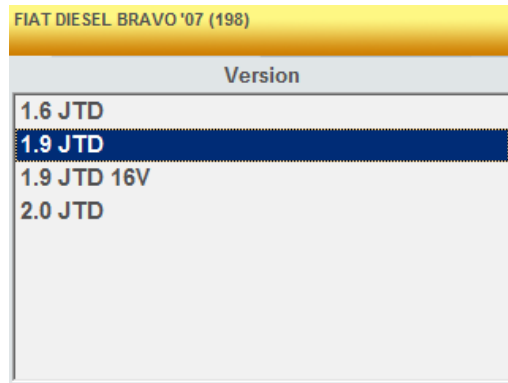 FIAT DIESEL BRAVO '07 (198)
Version
1.6 JTD
1.9 JTD
1.9 JTD 16V
2.0 JTD